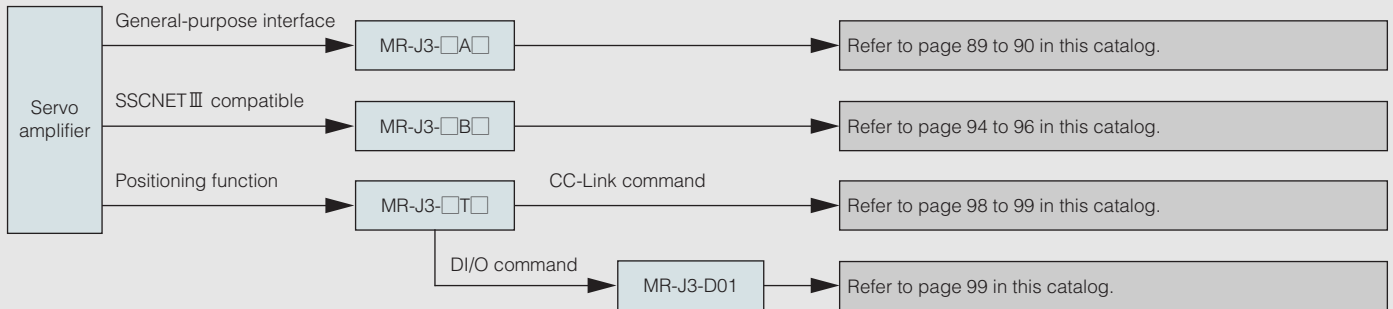 General-purpose interface
MR-J3-□A□
Refer to page 89 to 90 in this catalog.
Servo
amplifier
SSCNETⅢ compatible
MR-J3-□B□
Refer to page 94 to 96 in this catalog.
Positioning function
MR-J3-□T□
CC-Link command
Refer to page 98 to 99 in this catalog.
DI/O command
MR-J3-D01
Refer to page 99 in this catalog.